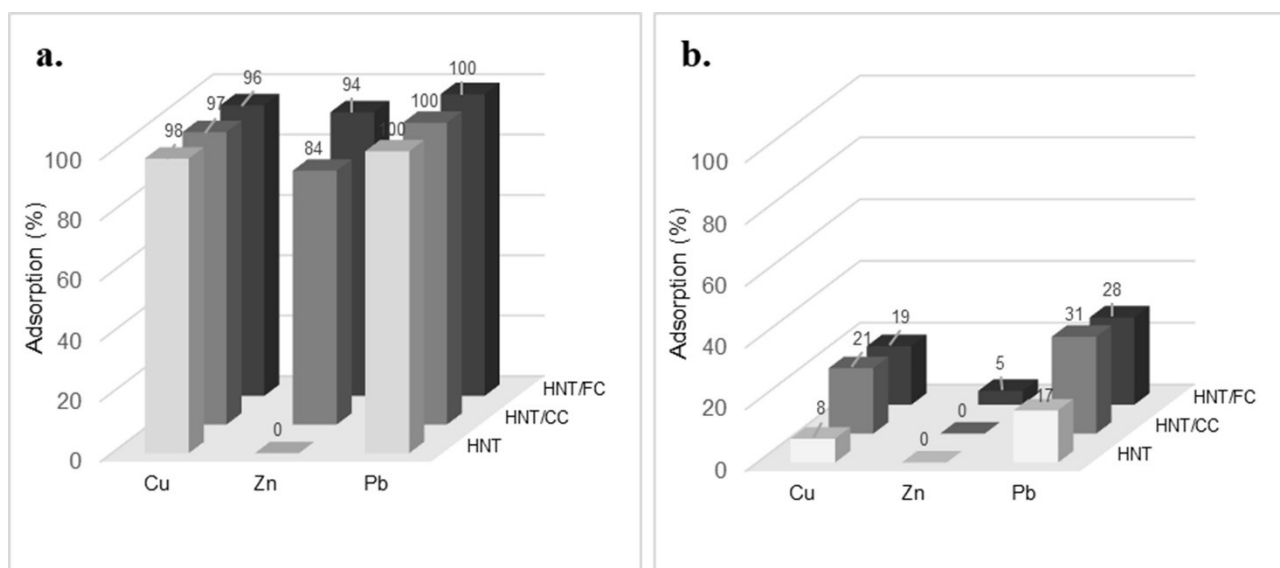 a.
96
94
100
97
100
98
100
84
0
100
80
60
40
20
0
Adsorption (%)
HNT/FC
HNT/CC
HNT
Cu
Zn
Pb
b.
100
80
60
40
20
0
Adsorption (%)
28
31
19
21
5
17
8
0
0
HNT/FC
HNT/CC
HNT
Cu
Zn
Pb